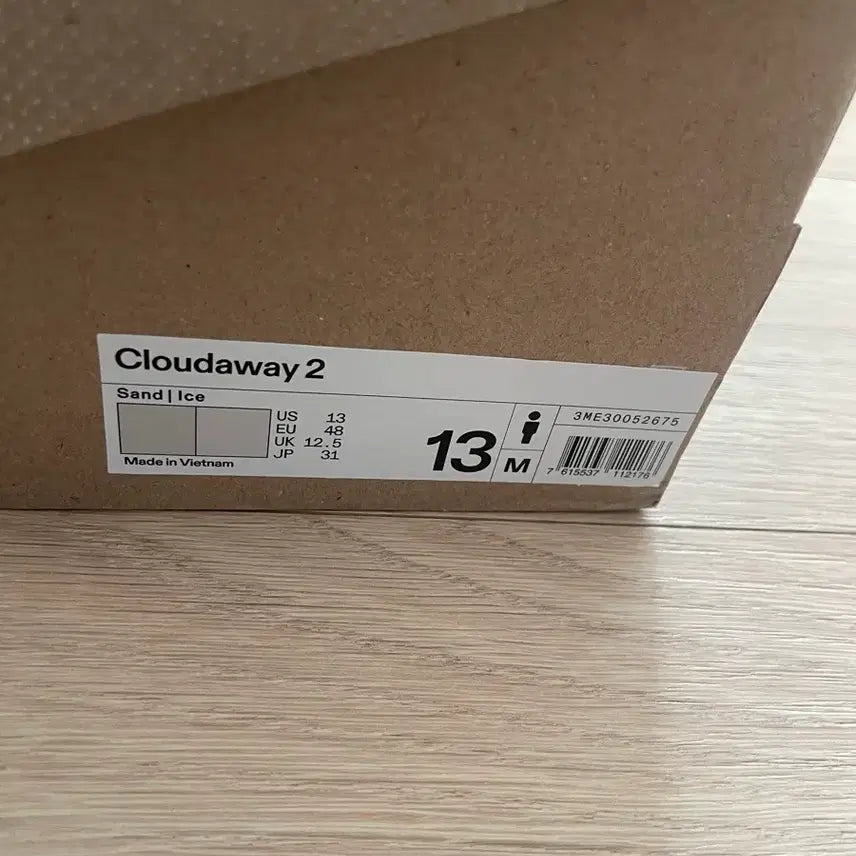 Cloudaway 2
Sand | Ice
US 13
EU 48
UK 12.5
JP 31
Made in Vietnam
13
M
3ME30052675
7 615537 112176